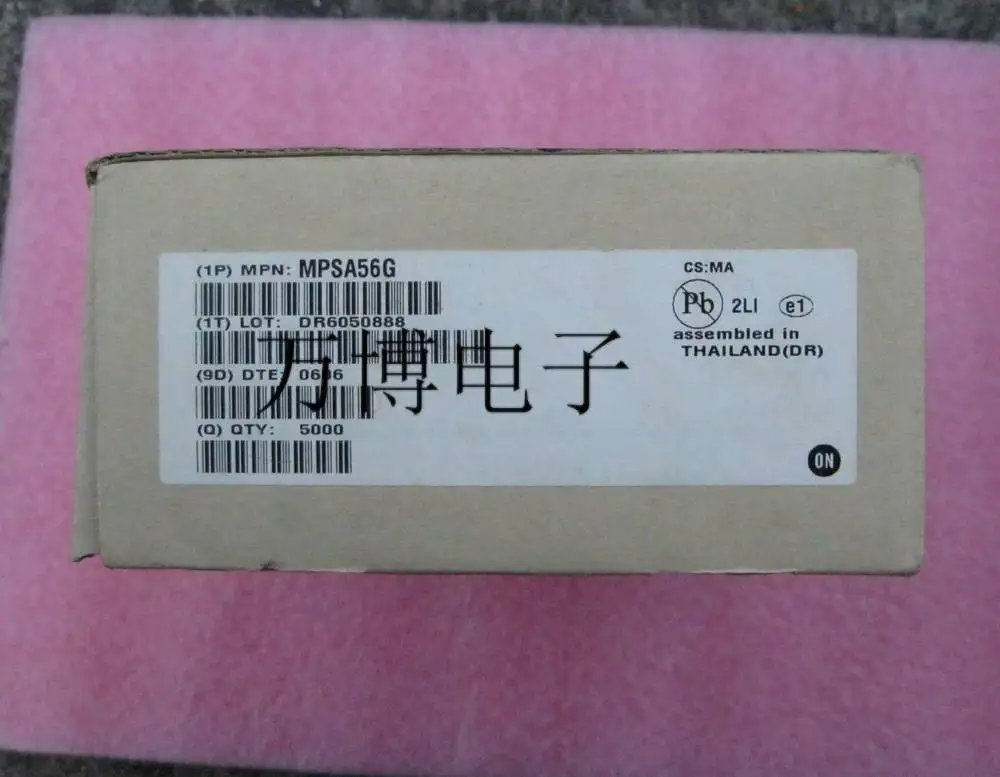 (1P) MPN: MPSA56G
(1T) LOT: DR6050888
(9D) DTE:
(Q) QTY: 5000
CS:MA
Pb 2LI e1
assembled in
THAILAND(DR)
ON
万博电子